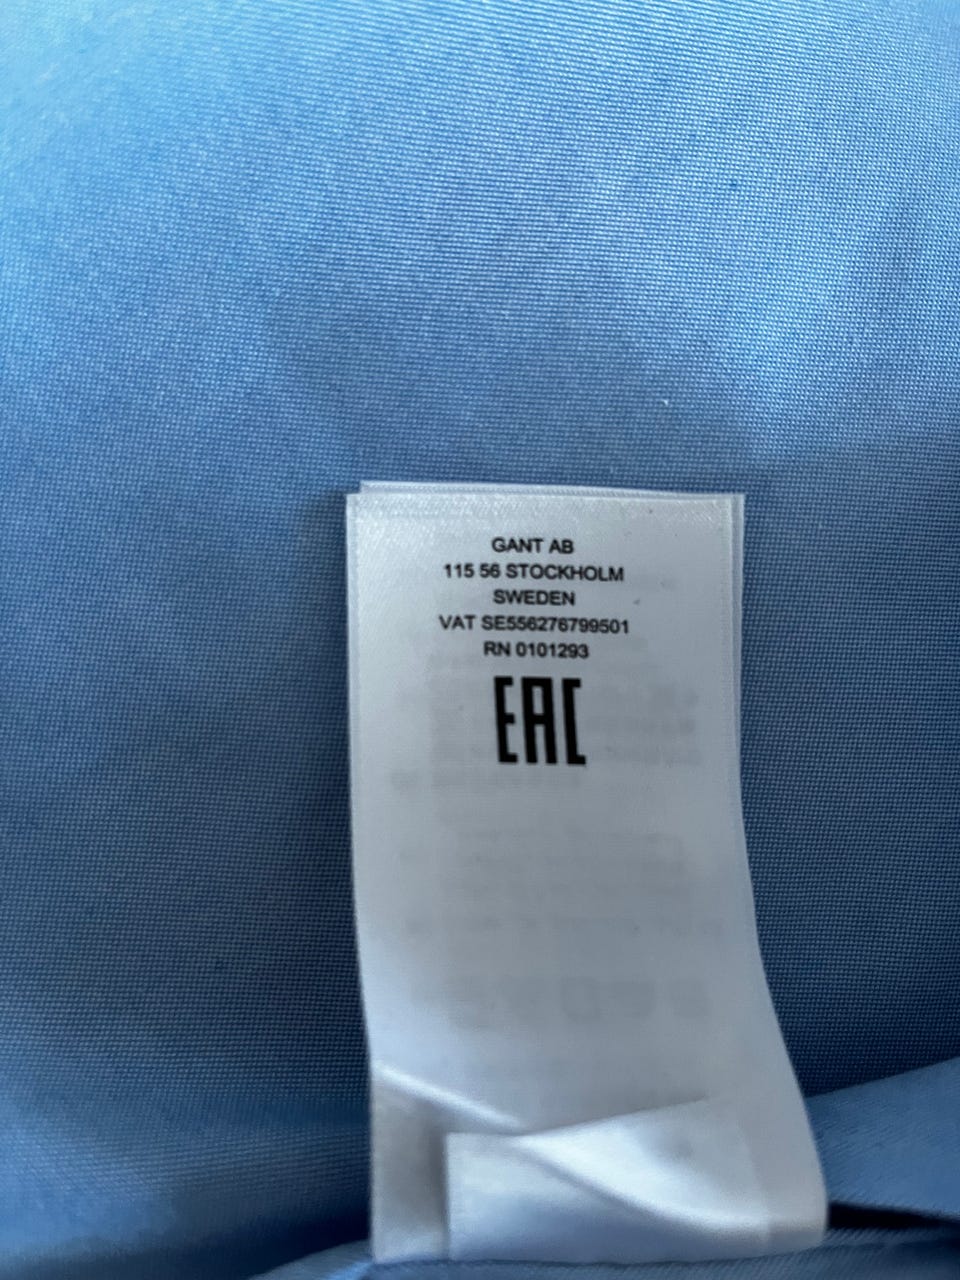 GANT AB
115 56 STOCKHOLM
SWEDEN
VAT SE556276799501
RN 0101293
EAC